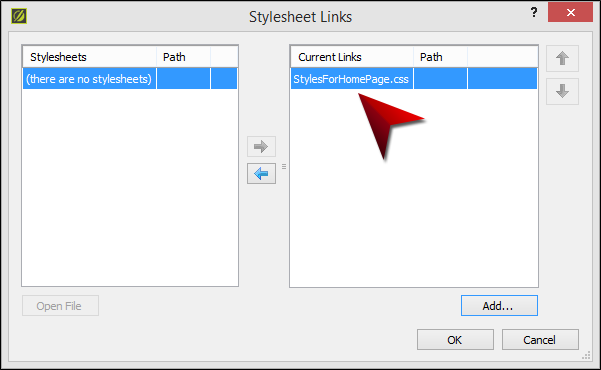 Stylesheet Links
?
Stylesheets Path
(there are no stylesheets)
Current Links Path
StylesForHomePage.css
Open File
Add...
OK
Cancel